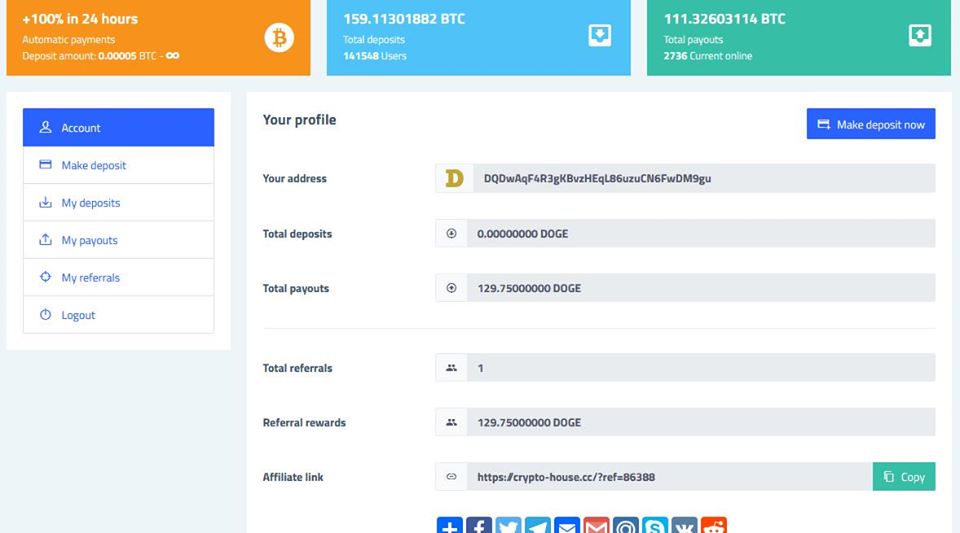 +100% in 24 hours
Automatic payments
Deposit amount: 0.00005 BTC - ∞
159.11301882 BTC
Total deposits
141548 Users
111.32603114 BTC
Total payouts
2736 Current online
Account
Make deposit
My deposits
My payouts
My referrals
Logout
Your profile
Make deposit now
Your address
DQDwAqF4R3gKBvzHEqL86uzuCN6FwDM9gu
Total deposits
0.00000000 DOGE
Total payouts
129.75000000 DOGE
Total referrals
1
Referral rewards
129.75000000 DOGE
Affiliate link
https://crypto-house.cc/?ref=86388
Copy